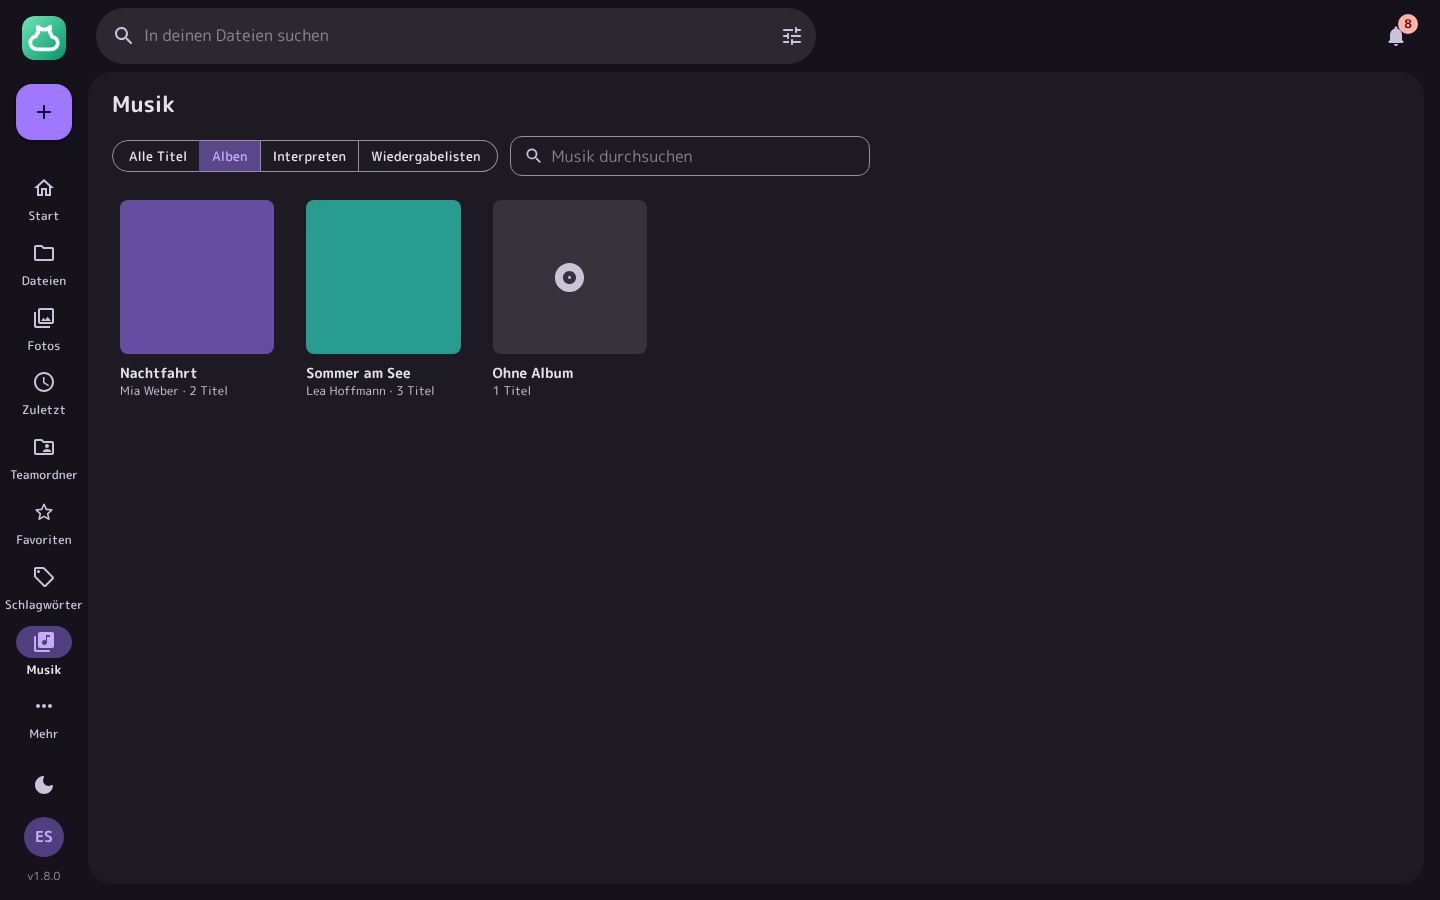 In deinen Dateien suchen
8
Musik
Alle Titel
Alben
Interpreten
Wiedergabelisten
Musik durchsuchen
Start
Dateien
Fotos
Zuletzt
Teamordner
Favoriten
Schlagwörter
Musik
Mehr
ES
v1.8.0
Nachtfahrt
Mia Weber · 2 Titel
Sommer am See
Lea Hoffmann · 3 Titel
Ohne Album
1 Titel